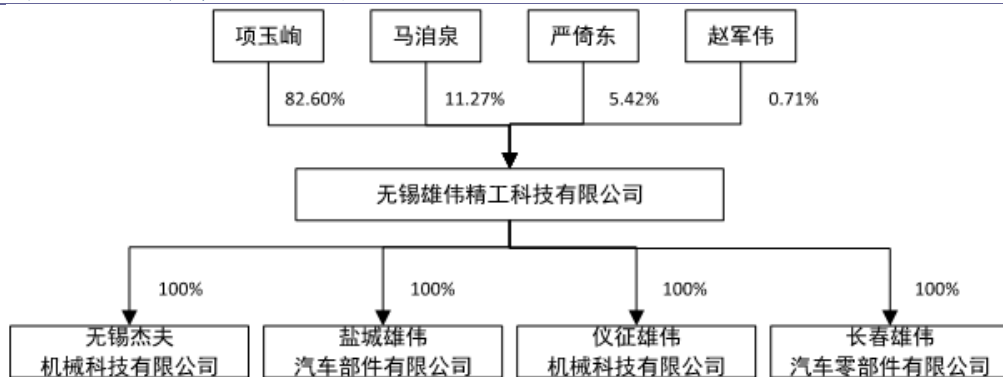 项玉峋
马洎泉
严倚东
赵军伟
82.60%
11.27%
5.42%
0.71%
无锡雄伟精工科技有限公司
100%
100%
100%
100%
无锡杰夫
机械科技有限公司
盐城雄伟
汽车部件有限公司
仪征雄伟
机械科技有限公司
长春雄伟
汽车零部件有限公司